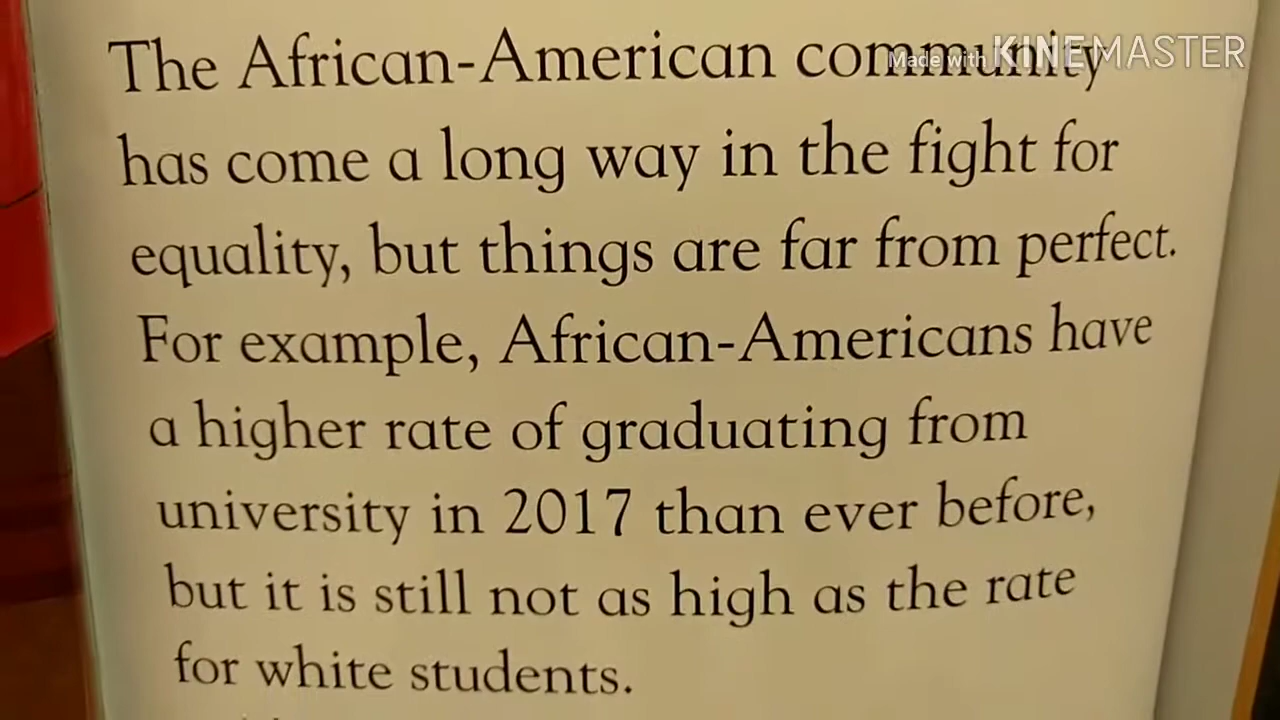 Made with KINEMASTER
The African-American community
has come a long way in the fight for
equality, but things are far from perfect.
For example, African-Americans have
a higher rate of graduating from
university in 2017 than ever before,
but it is still not as high as the rate
for white students.